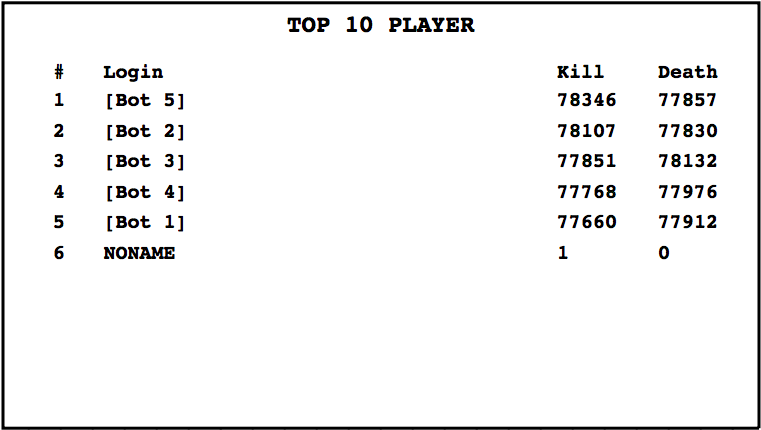 TOP 10 PLAYER
# Login Kill Death
1 [Bot 5] 78346 77857
2 [Bot 2] 78107 77830
3 [Bot 3] 77851 78132
4 [Bot 4] 77768 77976
5 [Bot 1] 77660 77912
6 NONAME 1 0